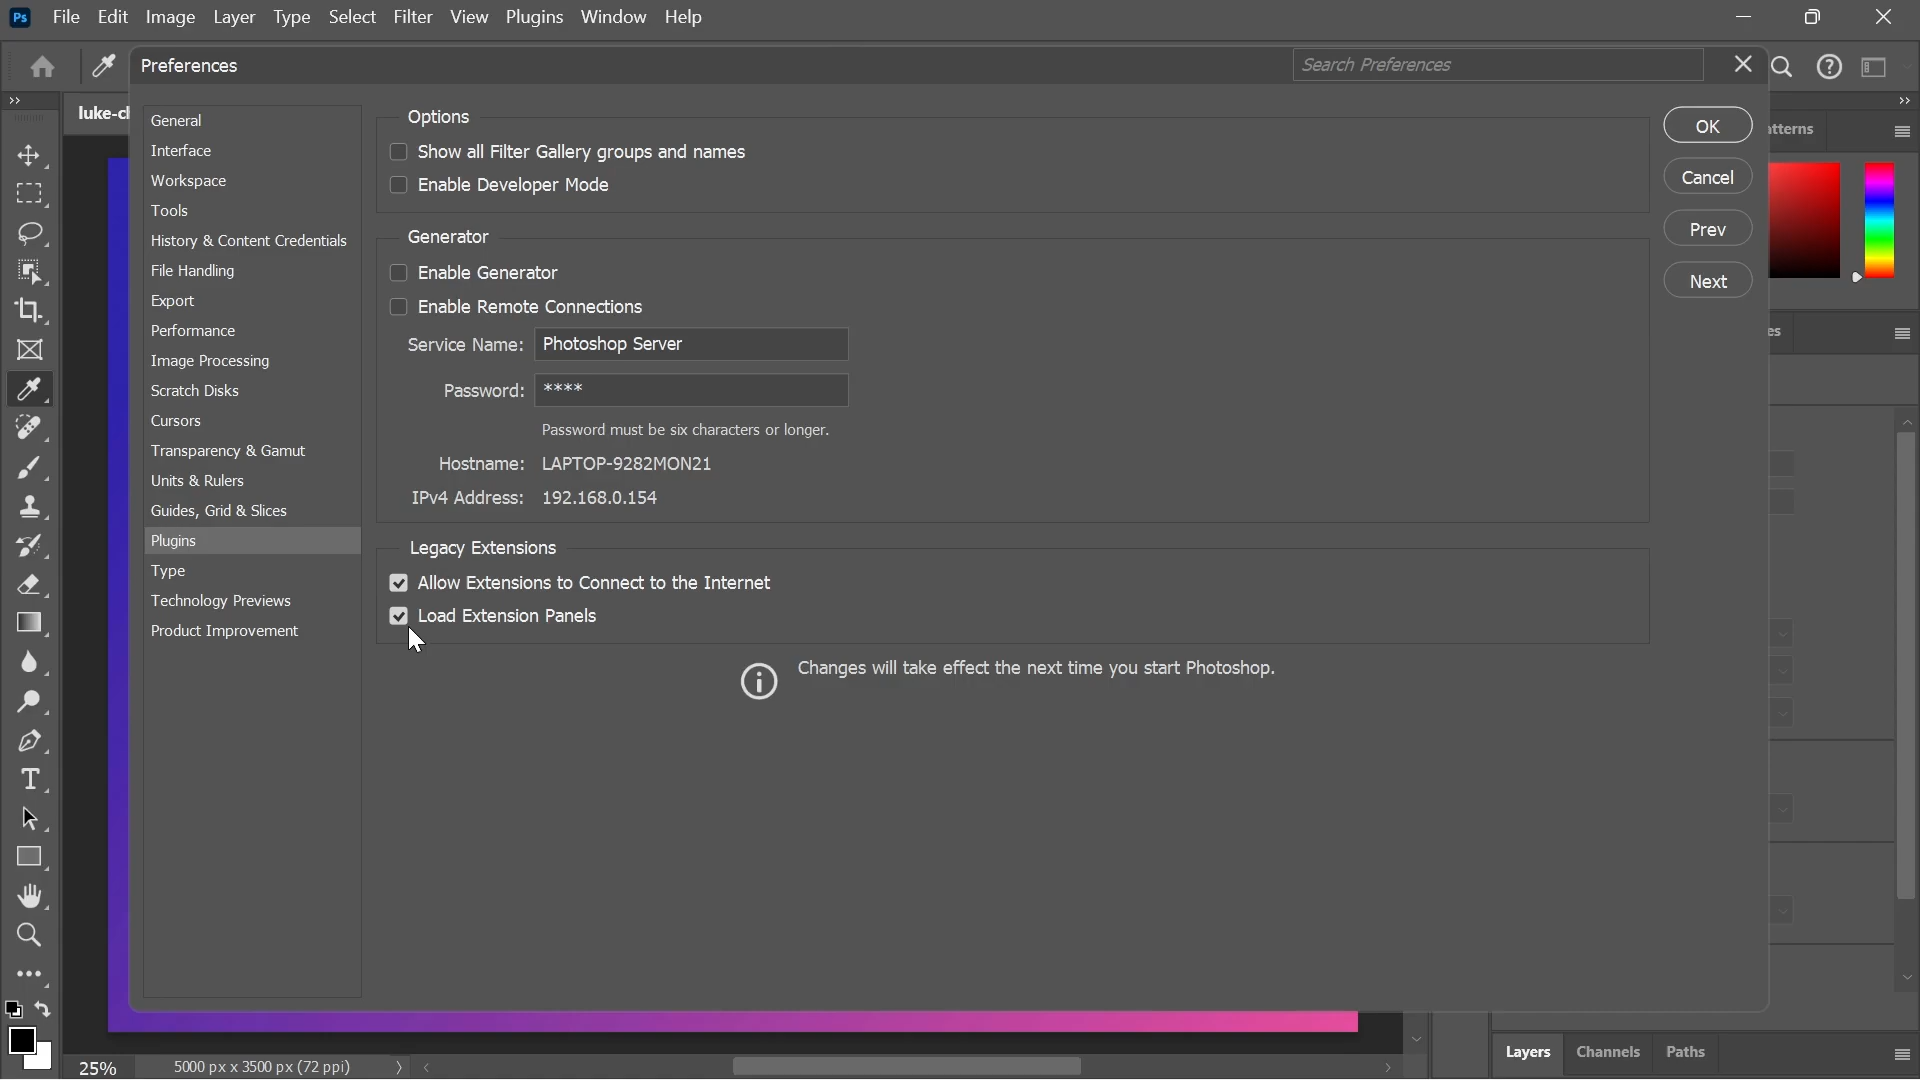 Ps File Edit Image Layer Type Select Filter View Plugins Window Help
Preferences
Search Preferences
luke-cl
General
Interface
Workspace
Tools
History & Content Credentials
File Handling
Export
Performance
Image Processing
Scratch Disks
Cursors
Transparency & Gamut
Units & Rulers
Guides, Grid & Slices
Plugins
Type
Technology Previews
Product Improvement
Options
Show all Filter Gallery groups and names
Enable Developer Mode
Generator
Enable Generator
Enable Remote Connections
Service Name: Photoshop Server
Password: ****
Password must be six characters or longer.
Hostname: LAPTOP-9282MON21
IPv4 Address: 192.168.0.154
Legacy Extensions
Allow Extensions to Connect to the Internet
Load Extension Panels
Changes will take effect the next time you start Photoshop.
OK
Cancel
Prev
Next
atterns
es
25% 5000 px x 3500 px (72 ppi)
Layers Channels Paths